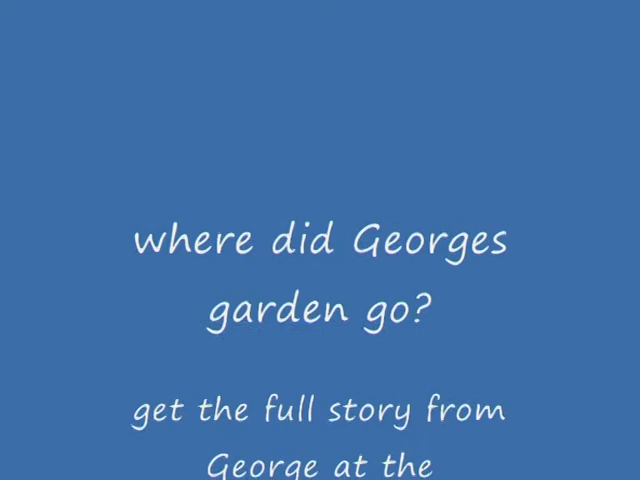 where did Georges
garden go?
get the full story from
George at the